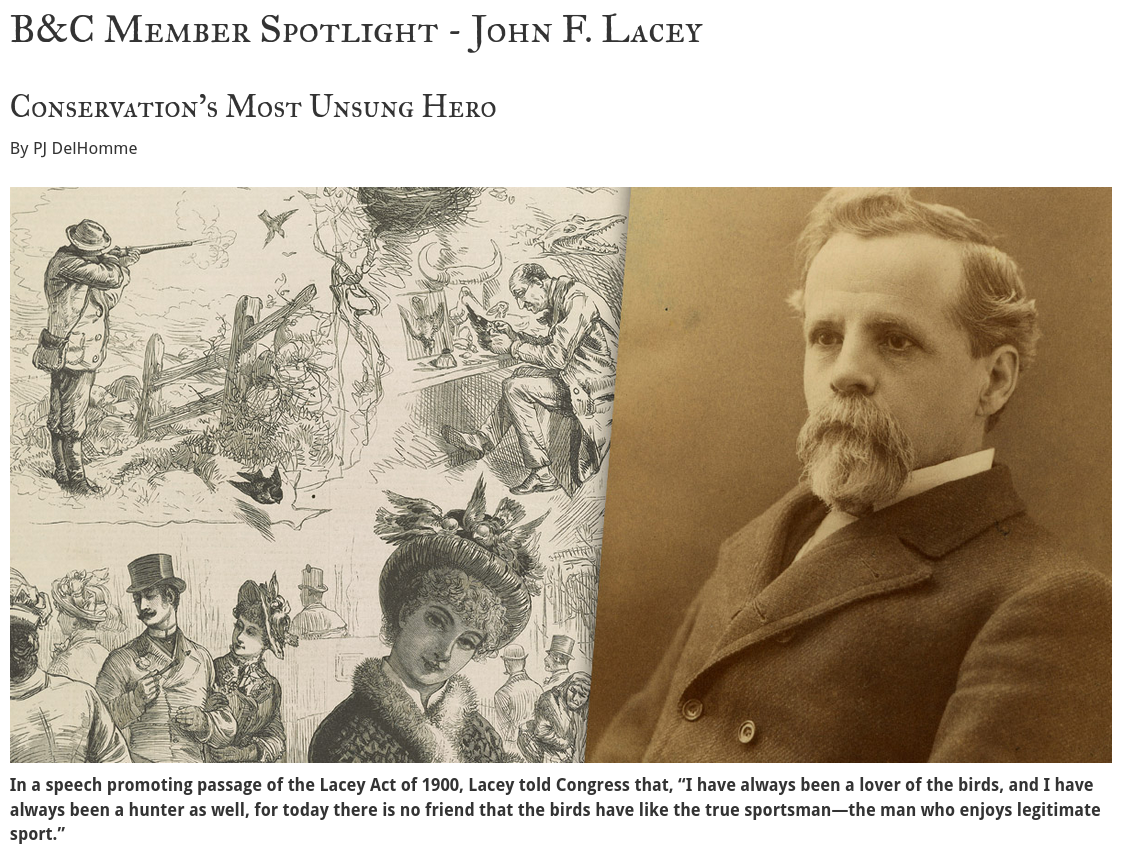 B&C Member Spotlight - John F. Lacey
Conservation’s Most Unsung Hero
By PJ DelHomme
In a speech promoting passage of the Lacey Act of 1900, Lacey told Congress that, “I have always been a lover of the birds, and I have
always been a hunter as well, for today there is no friend that the birds have like the true sportsman—the man who enjoys legitimate
sport.”